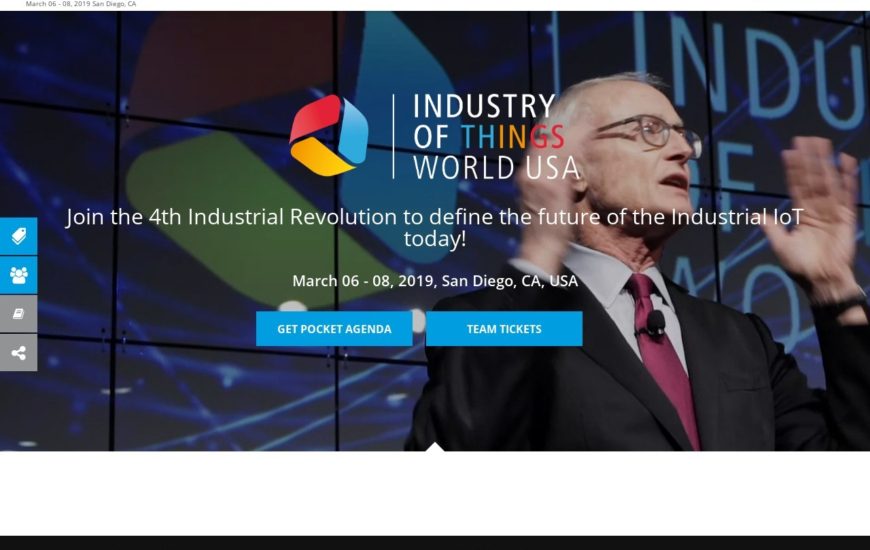 March 06 - 08, 2019 San Diego, CA
INDUSTRY
OF THINGS
WORLD USA
Join the 4th Industrial Revolution to define the future of the Industrial IoT
today!
March 06 - 08, 2019, San Diego, CA, USA
GET POCKET AGENDA
TEAM TICKETS
INDU